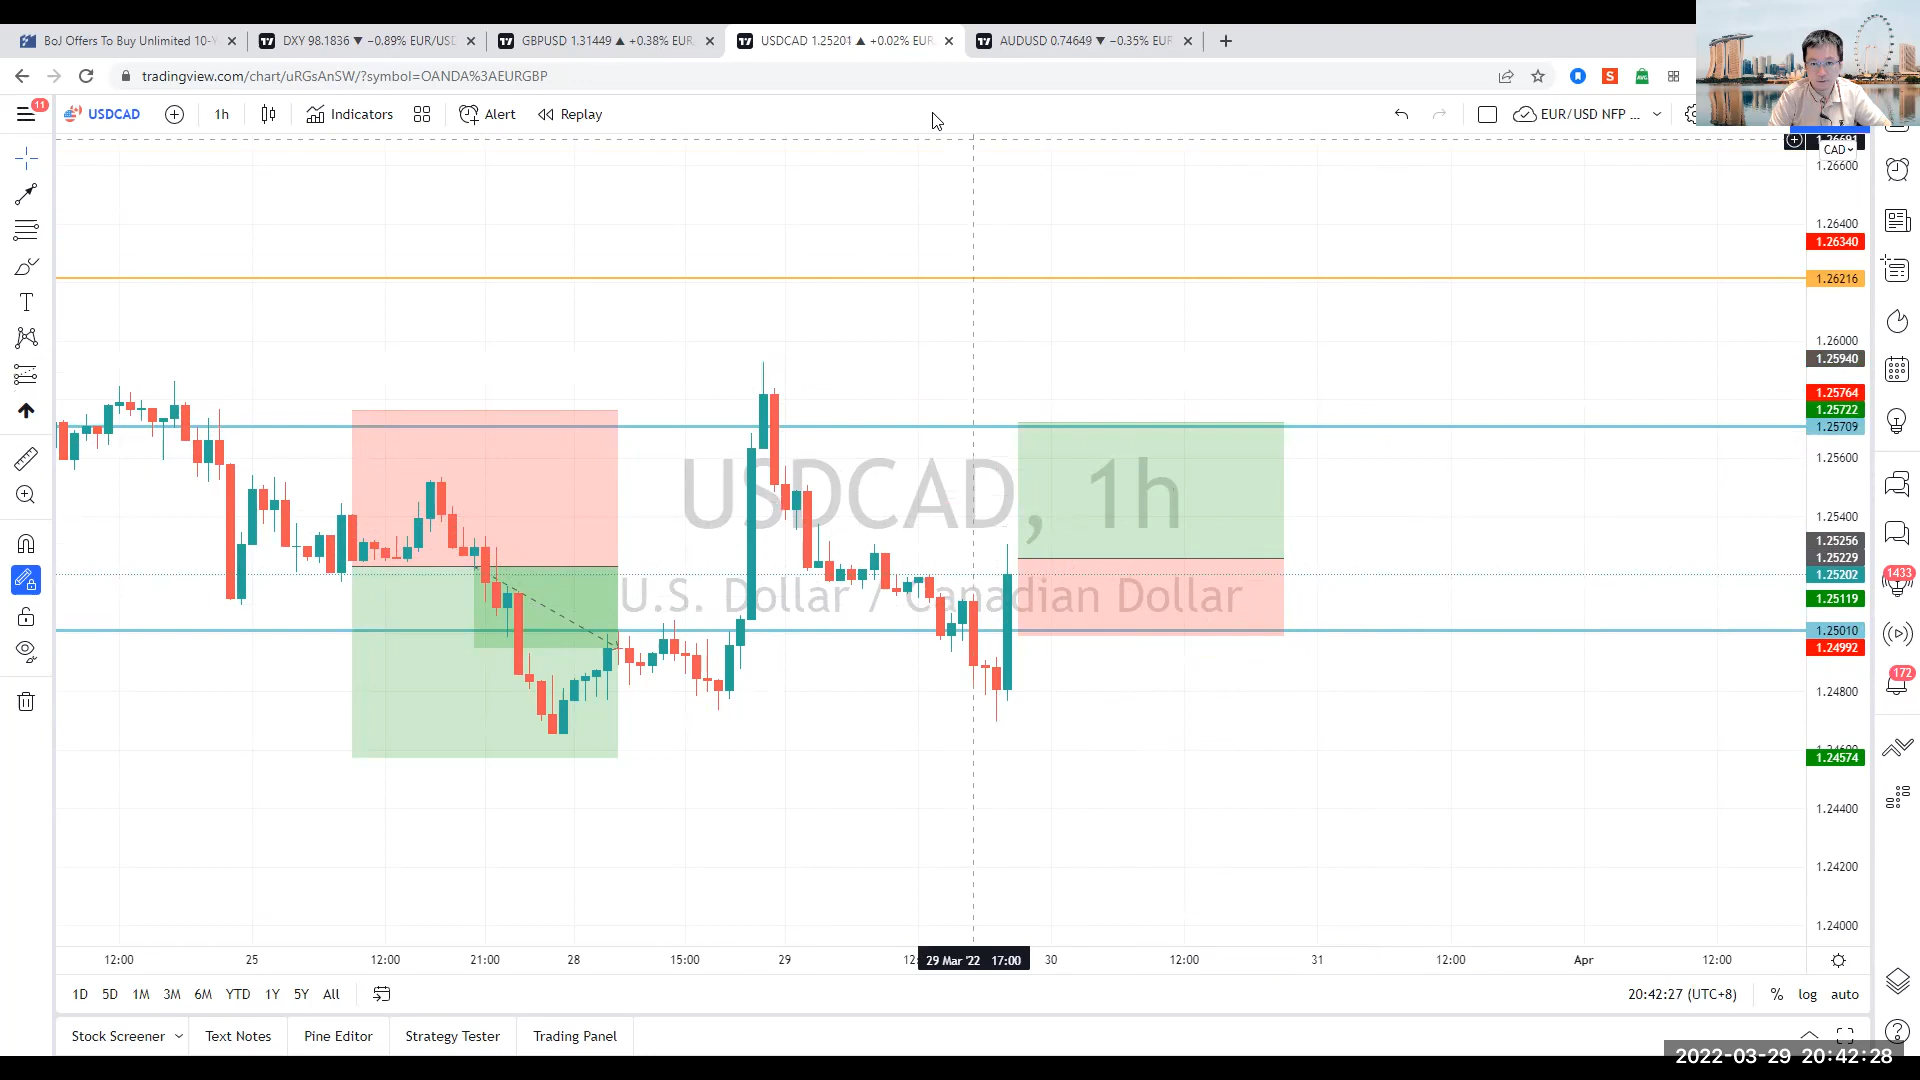 BoJ Offers To Buy Unlimited 10-Y
DXY 98.1836 ▼ −0.89% EUR/USD
GBPUSD 1.31449 ▲ +0.38% EUR
USDCAD 1.25201 ▲ +0.02% EUR
AUDUSD 0.74649 ▼ −0.35% EUR
tradingview.com/chart/uRGsAnSW/?symbol=OANDA%3AEURGBP
11
USDCAD
1h
Indicators
Alert
Replay
EUR/USD NFP ...
CAD
1.26600
1.26400
1.26340
1.26216
1.26000
1.25940
1.25764
1.25722
1.25709
1.25600
1.25400
1.25256
1.25229
1.25202
1.25119
1.25010
1.24992
1.24800
1.24574
1.24400
1.24200
1.24000
USDCAD, 1h
U.S. Dollar / Canadian Dollar
1433
172
12:00
25
12:00
21:00
28
15:00
29
29 Mar '22 17:00
30
12:00
31
12:00
Apr
12:00
1D
5D
1M
3M
6M
YTD
1Y
5Y
All
20:42:27 (UTC+8)
%
log
auto
Stock Screener
Text Notes
Pine Editor
Strategy Tester
Trading Panel
2022-03-29 20:42:28